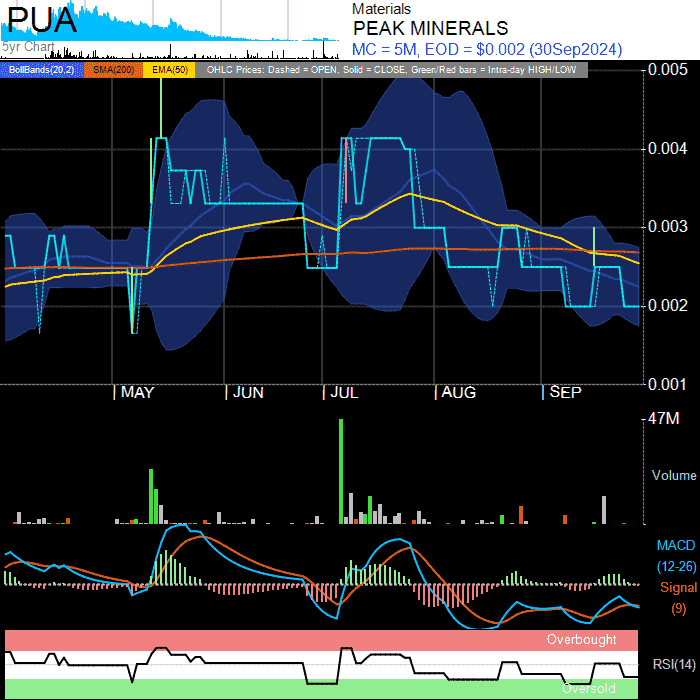 PUA
5yr Chart
Materials
PEAK MINERALS
MC = 5M, EOD = $0.002 (30Sep2024)
BollBands(20,2) SMA(200) EMA(50) OHLC Prices: Dashed = OPEN, Solid = CLOSE, Green/Red bars = Intra-day HIGH/LOW
0.005
0.004
0.003
0.002
0.001
MAY JUN JUL AUG SEP
47M
Volume
MACD
(12-26)
Signal
(9)
Overbought
RSI(14)
Oversold